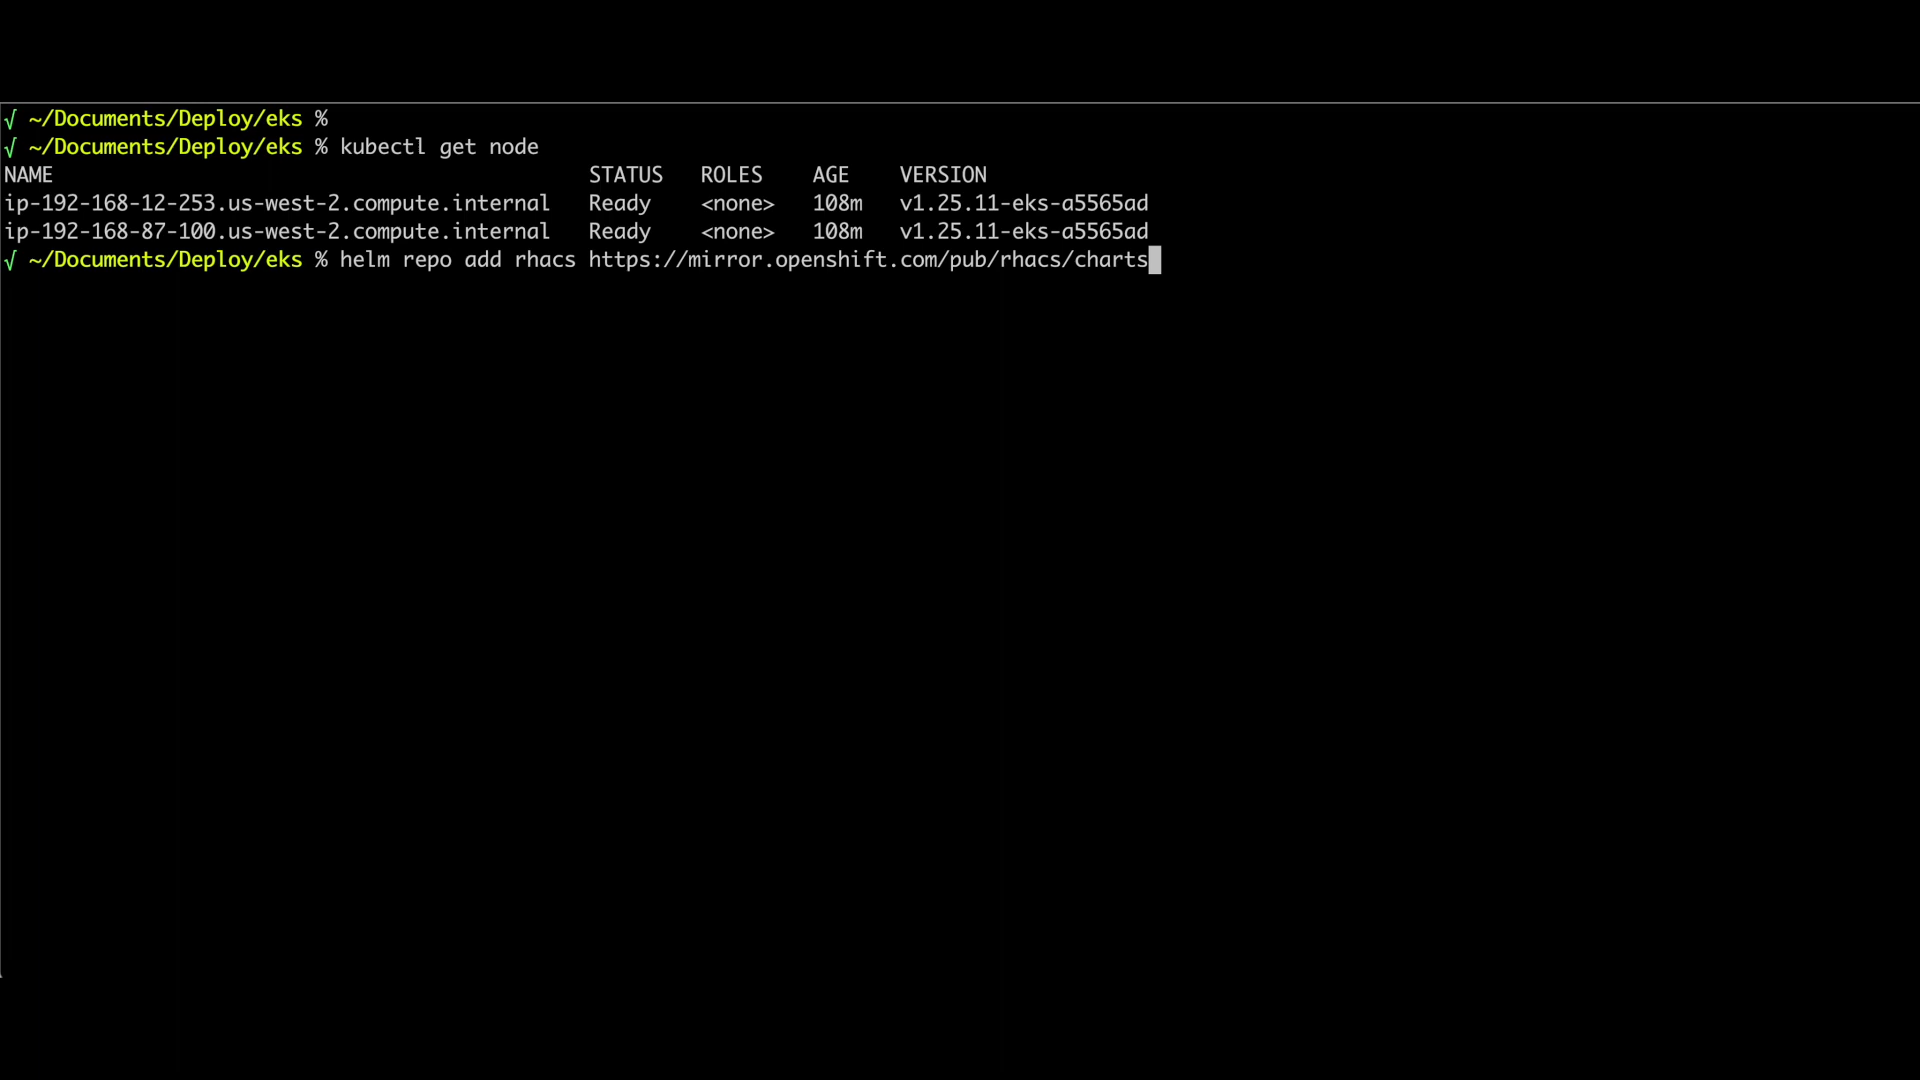 √ ~/Documents/Deploy/eks %
√ ~/Documents/Deploy/eks % kubectl get node
NAME                                           STATUS   ROLES    AGE    VERSION
ip-192-168-12-253.us-west-2.compute.internal   Ready    <none>   108m   v1.25.11-eks-a5565ad
ip-192-168-87-100.us-west-2.compute.internal   Ready    <none>   108m   v1.25.11-eks-a5565ad
√ ~/Documents/Deploy/eks % helm repo add rhacs https://mirror.openshift.com/pub/rhacs/charts